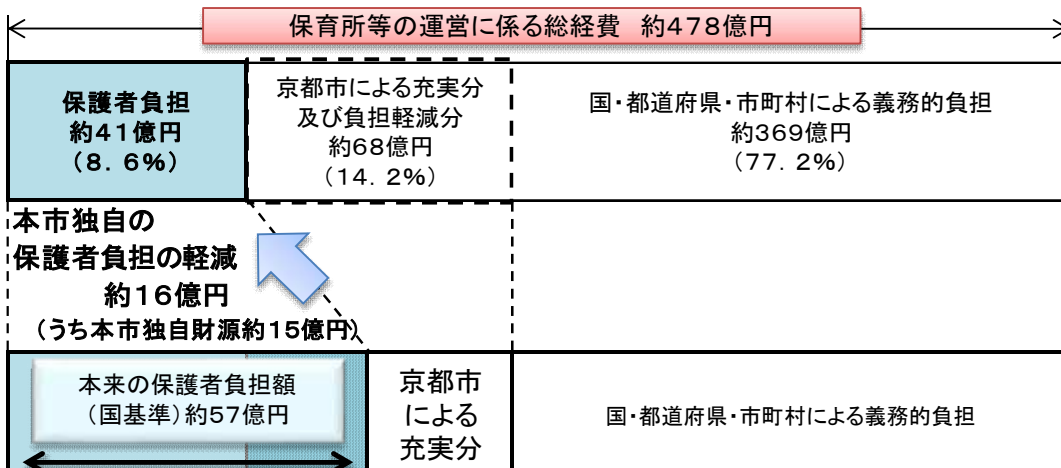 保育所等の運営に係る総経費 約478億円
保護者負担
約41億円
(8.6%)
京都市による充実分
及び負担軽減分
約68億円
(14.2%)
国・都道府県・市町村による義務的負担
約369億円
(77.2%)
本市独自の
保護者負担の軽減
約16億円
(うち本市独自財源約15億円)
本来の保護者負担額
(国基準)約57億円
京都市
による
充実分
国・都道府県・市町村による義務的負担